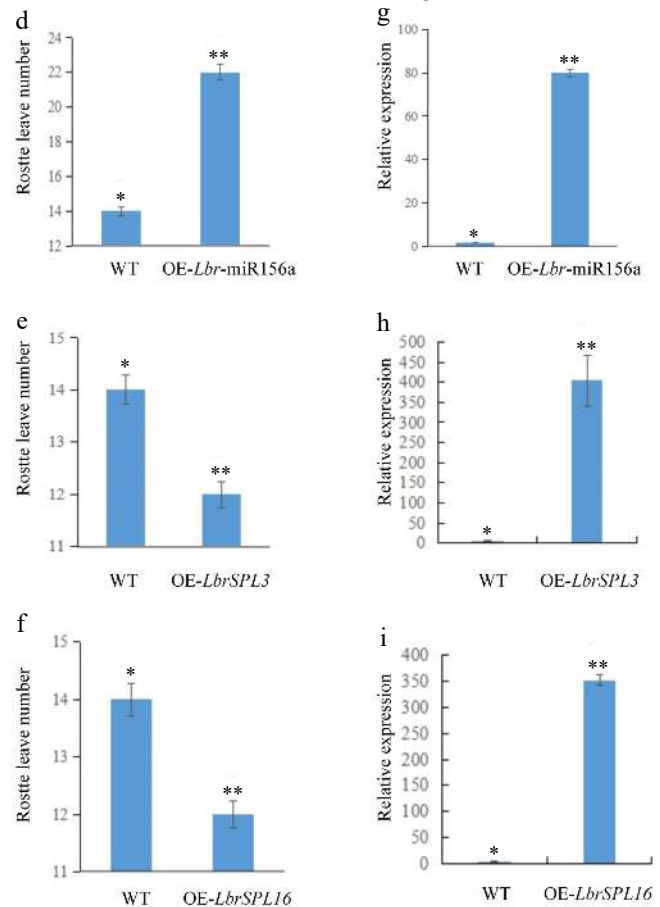 d
Rostte leave number
24
22
20
18
16
14
12
*
**
WT
OE-Lbr-miR156a
g
Relative expression
100
80
60
40
20
0
*
**
WT
OE-Lbr-miR156a
e
Rostte leave number
15
14
13
12
11
*
**
WT
OE-LbrSPL3
h
Relative expression
500
450
400
350
300
250
200
150
100
50
0
*
**
WT
OE-LbrSPL3
f
Rostte leave number
15
14
13
12
11
*
**
WT
OE-LbrSPL16
i
Relative expression
400
350
300
250
200
150
100
50
0
*
**
WT
OE-LbrSPL16